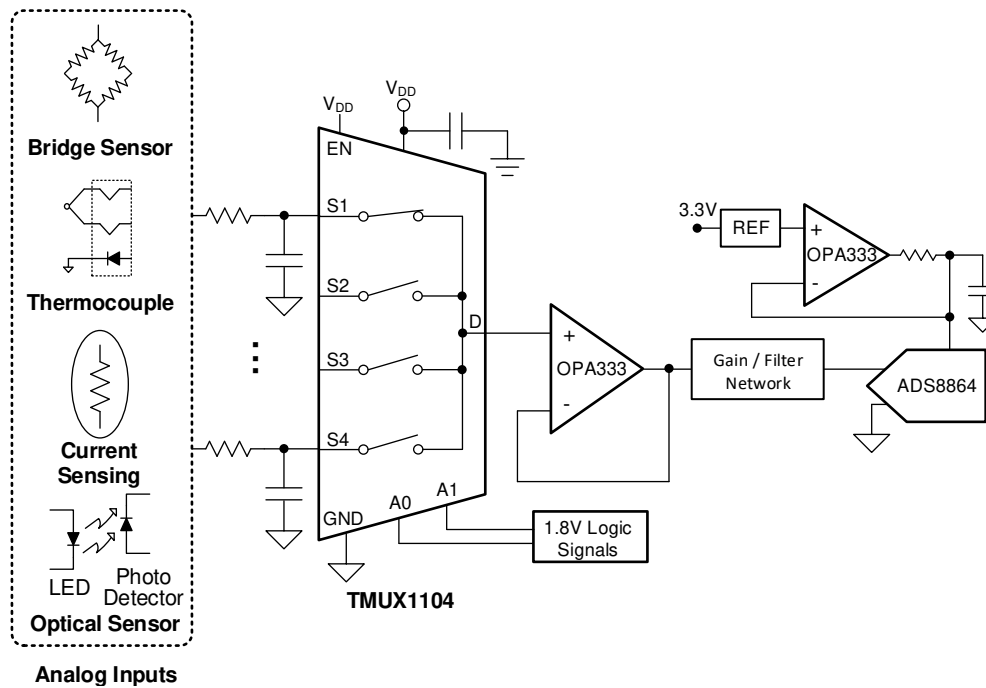 Bridge Sensor
Thermocouple
Current
Sensing
LED
Photo
Detector
Optical Sensor
Analog Inputs
VDD
VDD
EN
S1
S2
S3
S4
D
GND
A0
A1
TMUX1104
1.8V Logic
Signals
+
OPA333
-
Gain / Filter
Network
3.3V
REF
+
OPA333
-
ADS8864